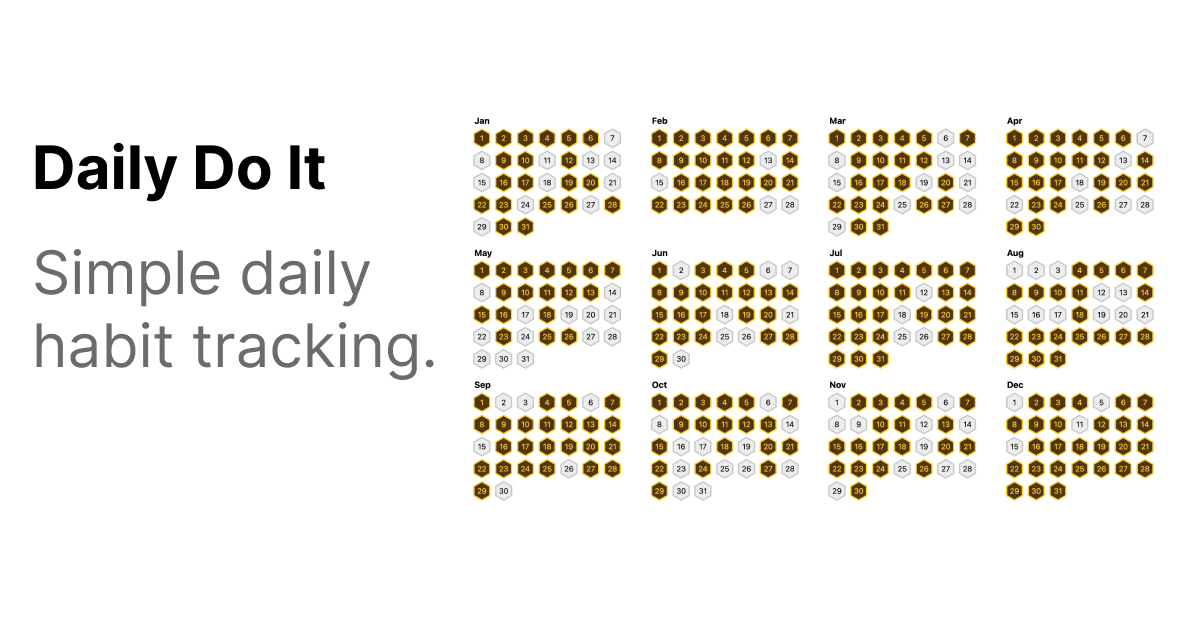 Daily Do It
Simple daily
habit tracking.
Jan
1 2 3 4 5 6 7
8 9 10 11 12 13 14
15 16 17 18 19 20 21
22 23 24 25 26 27 28
29 30 31
Feb
1 2 3 4 5 6 7
8 9 10 11 12 13 14
15 16 17 18 19 20 21
22 23 24 25 26 27 28
Mar
1 2 3 4 5 6 7
8 9 10 11 12 13 14
15 16 17 18 19 20 21
22 23 24 25 26 27 28
29 30 31
Apr
1 2 3 4 5 6 7
8 9 10 11 12 13 14
15 16 17 18 19 20 21
22 23 24 25 26 27 28
29 30
May
1 2 3 4 5 6 7
8 9 10 11 12 13 14
15 16 17 18 19 20 21
22 23 24 25 26 27 28
29 30 31
Jun
1 2 3 4 5 6 7
8 9 10 11 12 13 14
15 16 17 18 19 20 21
22 23 24 25 26 27 28
29 30
Jul
1 2 3 4 5 6 7
8 9 10 11 12 13 14
15 16 17 18 19 20 21
22 23 24 25 26 27 28
29 30 31
Aug
1 2 3 4 5 6 7
8 9 10 11 12 13 14
15 16 17 18 19 20 21
22 23 24 25 26 27 28
29 30 31
Sep
1 2 3 4 5 6 7
8 9 10 11 12 13 14
15 16 17 18 19 20 21
22 23 24 25 26 27 28
29 30
Oct
1 2 3 4 5 6 7
8 9 10 11 12 13 14
15 16 17 18 19 20 21
22 23 24 25 26 27 28
29 30 31
Nov
1 2 3 4 5 6 7
8 9 10 11 12 13 14
15 16 17 18 19 20 21
22 23 24 25 26 27 28
29 30
Dec
1 2 3 4 5 6 7
8 9 10 11 12 13 14
15 16 17 18 19 20 21
22 23 24 25 26 27 28
29 30 31